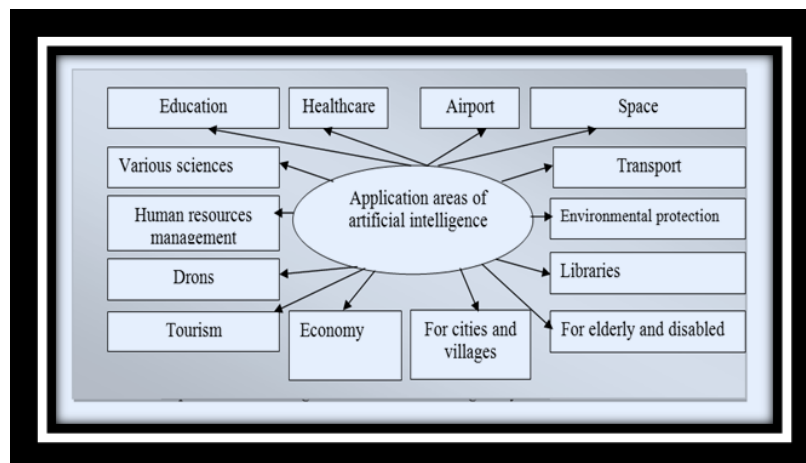 Education
Healthcare
Airport
Space
Various sciences
Application areas of
artificial intelligence
Transport
Human resources
management
Environmental protection
Drons
Libraries
Tourism
Economy
For cities and
villages
For elderly and disabled